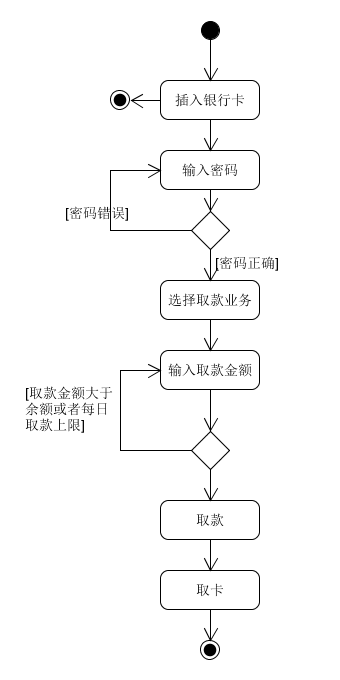 插入银行卡
输入密码
[密码错误]
[密码正确]
选择取款业务
输入取款金额
[取款金额大于
余额或者每日
取款上限]
取款
取卡